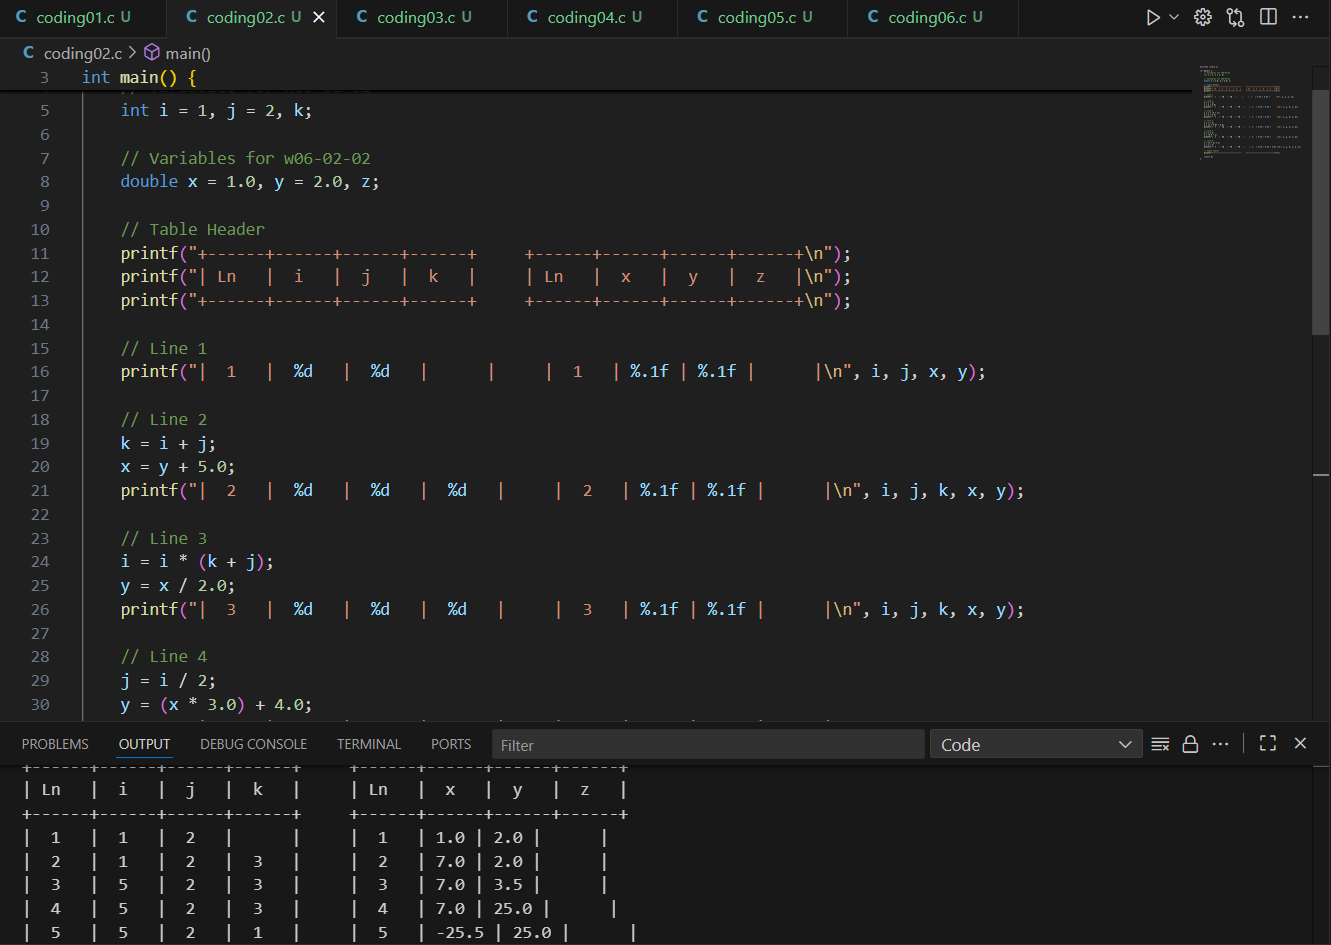 C coding01.c U C coding02.c U × C coding03.c U C coding04.c U C coding05.c U C coding06.c U
C coding02.c > main()
3 int main() {
5 int i = 1, j = 2, k;
6
7 // Variables for w06-02-02
8 double x = 1.0, y = 2.0, z;
9
10 // Table Header
11 printf("+------+------+------+------+     +------+------+------+------+\n");
12 printf("| Ln   |  i   |  j   |  k   |     | Ln   |  x   |  y   |  z   |\n");
13 printf("+------+------+------+------+     +------+------+------+------+\n");
14
15 // Line 1
16 printf("|  1   |  %d   |  %d   |      |     |  1   | %.1f | %.1f |      |\n", i, j, x, y);
17
18 // Line 2
19 k = i + j;
20 x = y + 5.0;
21 printf("|  2   |  %d   |  %d   |  %d   |     |  2   | %.1f | %.1f |      |\n", i, j, k, x, y);
22
23 // Line 3
24 i = i * (k + j);
25 y = x / 2.0;
26 printf("|  3   |  %d   |  %d   |  %d   |     |  3   | %.1f | %.1f |      |\n", i, j, k, x, y);
27
28 // Line 4
29 j = i / 2;
30 y = (x * 3.0) + 4.0;
PROBLEMS OUTPUT DEBUG CONSOLE TERMINAL PORTS Filter Code
+------+------+------+------+     +------+------+------+------+
| Ln   |  i   |  j   |  k   |     | Ln   |  x   |  y   |  z   |
+------+------+------+------+     +------+------+------+------+
|  1   |  1   |  2   |      |     |  1   | 1.0 | 2.0 |      |
|  2   |  1   |  2   |  3   |     |  2   | 7.0 | 2.0 |      |
|  3   |  5   |  2   |  3   |     |  3   | 7.0 | 3.5 |      |
|  4   |  5   |  2   |  3   |     |  4   | 7.0 | 25.0 |      |
|  5   |  5   |  2   |  1   |     |  5   | -25.5 | 25.0 |      |